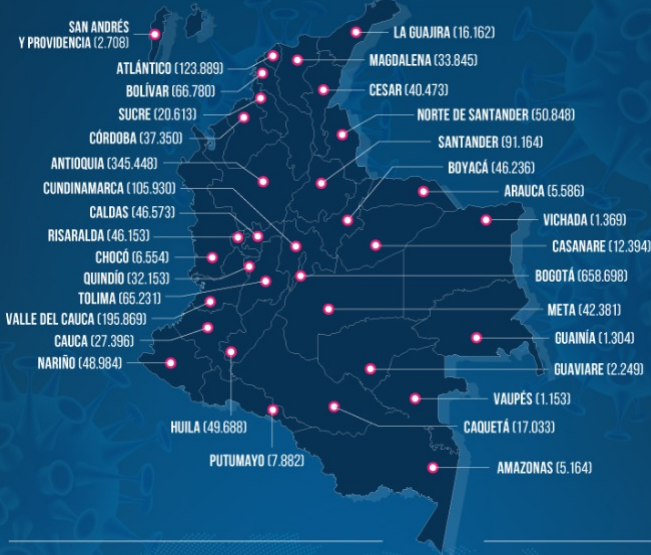 SAN ANDRÉS
Y PROVIDENCIA (2.708)
ATLÁNTICO (123.889)
BOLÍVAR (66.780)
SUCRE (20.613)
CÓRDOBA (37.350)
ANTIOQUIA (345.448)
CUNDINAMARCA (105.930)
CALDAS (46.573)
RISARALDA (46.153)
CHOCÓ (6.554)
QUINDÍO (32.153)
TOLIMA (65.231)
VALLE DEL CAUCA (195.869)
CAUCA (27.396)
NARIÑO (48.984)
HUILA (49.688)
PUTUMAYO (7.882)
LA GUAJIRA (16.162)
MAGDALENA (33.845)
CESAR (40.473)
NORTE DE SANTANDER (50.848)
SANTANDER (91.164)
BOYACÁ (46.236)
ARAUCA (5.586)
VICHADA (1.369)
CASANARE (12.394)
BOGOTÁ (658.698)
META (42.381)
GUAINÍA (1.304)
GUAVIARE (2.249)
VAUPÉS (1.153)
CAQUETÁ (17.033)
AMAZONAS (5.164)